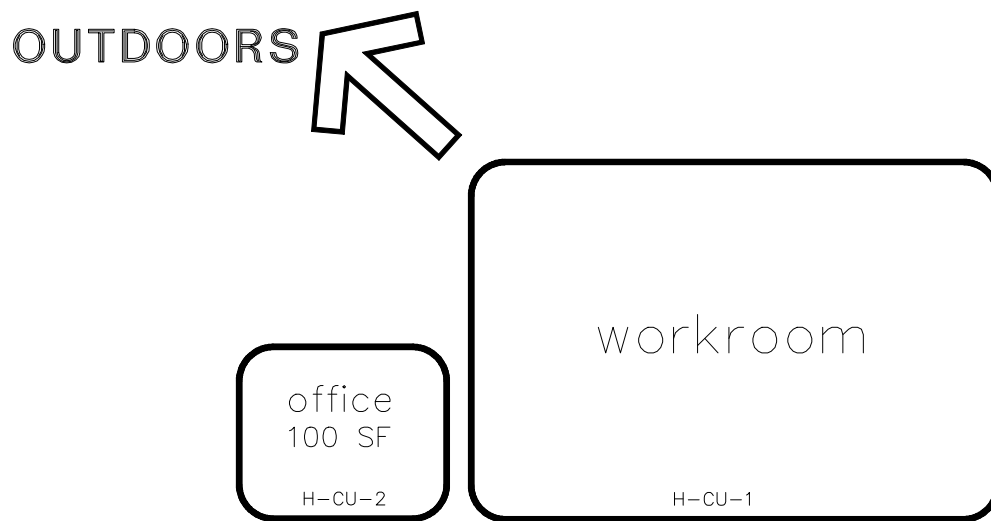 OUTDOORS
workroom
office
100 SF
H-CU-2
H-CU-1